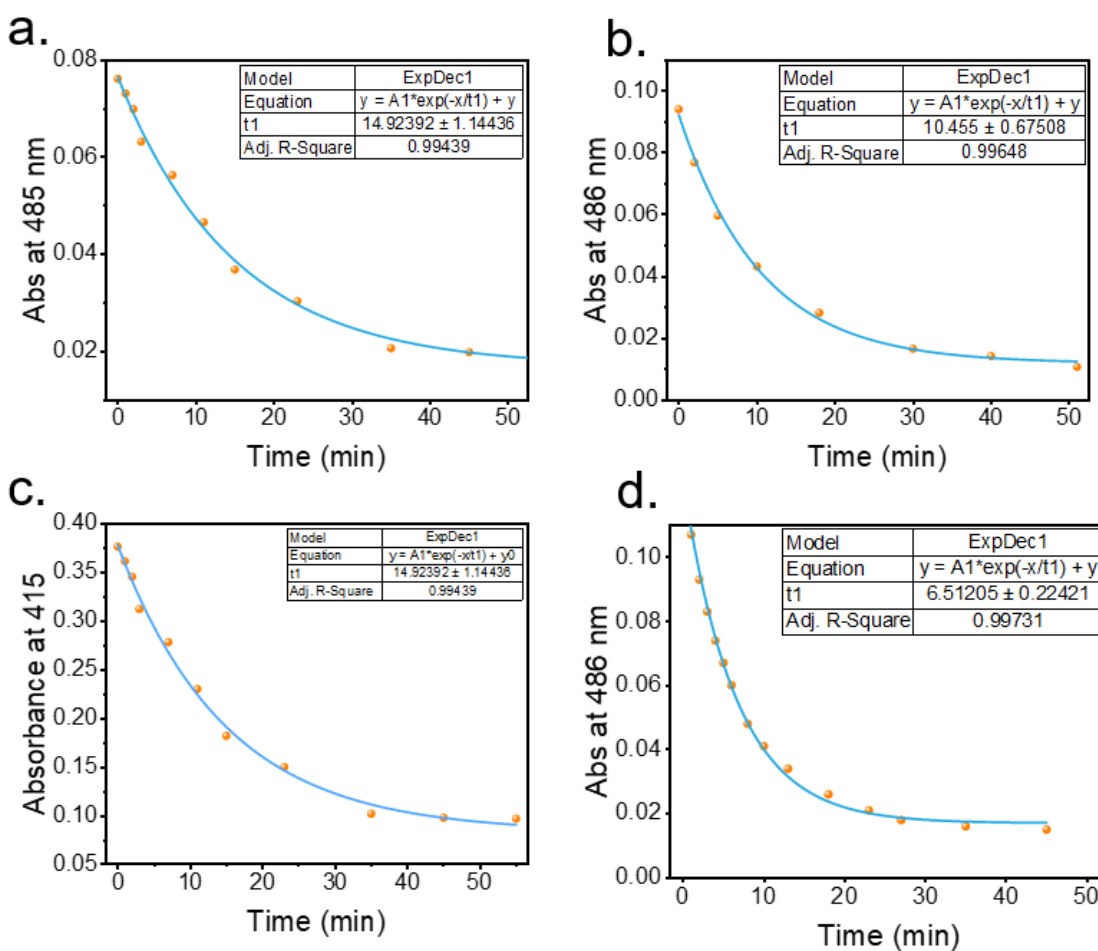 a.
Abs at 485 nm
0.08
0.06
0.04
0.02
0 10 20 30 40 50
Time (min)
Model ExpDec1
Equation y = A1*exp(-x/t1) + y
t1 14.92392 ± 1.14436
Adj. R-Square 0.99439
b.
Abs at 486 nm
0.10
0.08
0.06
0.04
0.02
0.00
0 10 20 30 40 50
Time (min)
Model ExpDec1
Equation y = A1*exp(-x/t1) + y
t1 10.455 ± 0.67508
Adj. R-Square 0.99648
c.
Absorbance at 415
0.40
0.35
0.30
0.25
0.20
0.15
0.10
0.05
0 10 20 30 40 50
Time (min)
Model ExpDec1
Equation y = A1*exp(-x/t1) + y0
t1 14.92392 ± 1.14436
Adj. R-Square 0.99439
d.
Abs at 486 nm
0.10
0.08
0.06
0.04
0.02
0.00
0 10 20 30 40 50
Time (min)
Model ExpDec1
Equation y = A1*exp(-x/t1) + y
t1 6.51205 ± 0.22421
Adj. R-Square 0.99731